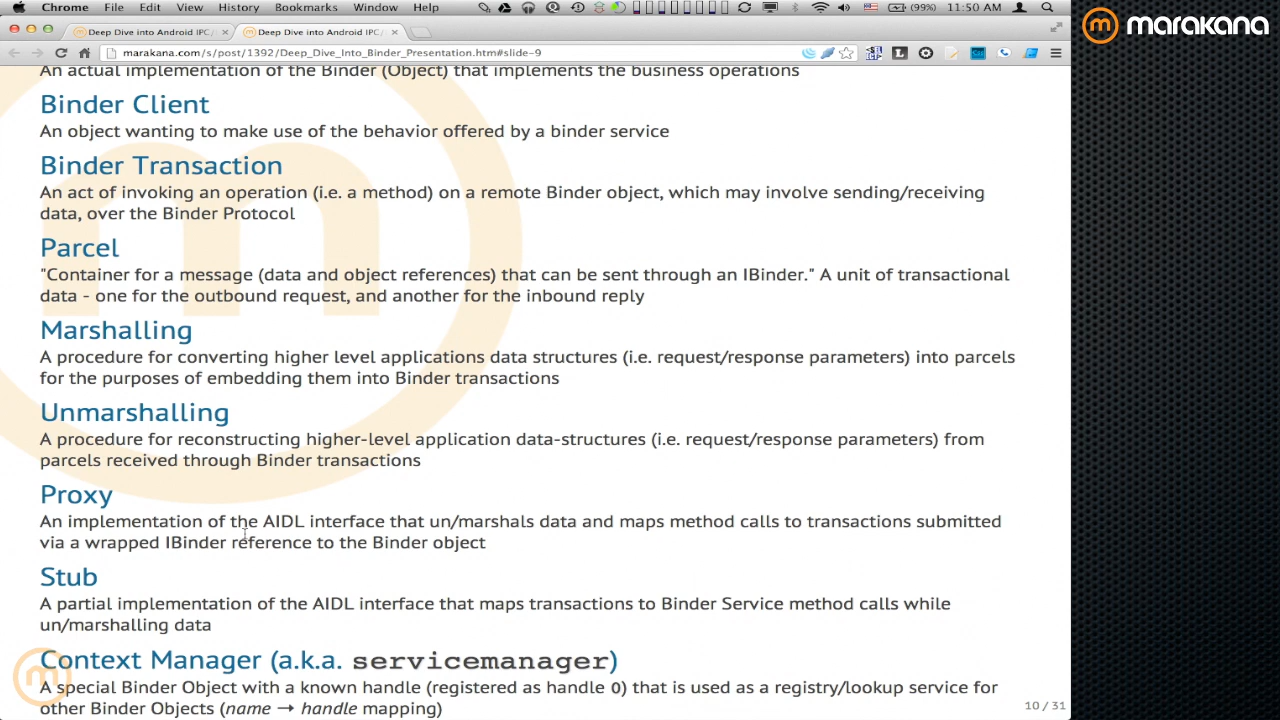 Chrome File Edit View History Bookmarks Window Help (99%) 11:50 AM
marakana
Deep Dive into Android IPC/ Deep Dive into Android IPC/
marakana.com/s/post/1392/Deep_Dive_Into_Binder_Presentation.htm#slide-9
An actual implementation of the Binder (Object) that implements the business operations
Binder Client
An object wanting to make use of the behavior offered by a binder service
Binder Transaction
An act of invoking an operation (i.e. a method) on a remote Binder object, which may involve sending/receiving
data, over the Binder Protocol
Parcel
"Container for a message (data and object references) that can be sent through an IBinder." A unit of transactional
data - one for the outbound request, and another for the inbound reply
Marshalling
A procedure for converting higher level applications data structures (i.e. request/response parameters) into parcels
for the purposes of embedding them into Binder transactions
Unmarshalling
A procedure for reconstructing higher-level application data-structures (i.e. request/response parameters) from
parcels received through Binder transactions
Proxy
An implementation of the AIDL interface that un/marshals data and maps method calls to transactions submitted
via a wrapped IBinder reference to the Binder object
Stub
A partial implementation of the AIDL interface that maps transactions to Binder Service method calls while
un/marshalling data
Context Manager (a.k.a. servicemanager)
A special Binder Object with a known handle (registered as handle 0) that is used as a registry/lookup service for
other Binder Objects (name → handle mapping)
10 / 31